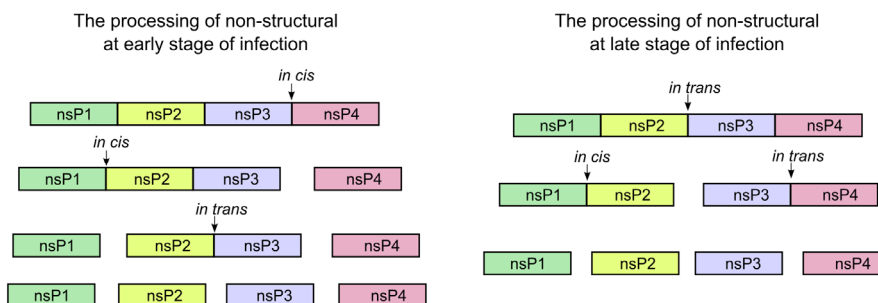 The processing of non-structural
at early stage of infection
in cis
nsP1 nsP2 nsP3 nsP4
in cis
nsP1 nsP2 nsP3 nsP4
in trans
nsP1 nsP2 nsP3 nsP4
nsP1 nsP2 nsP3 nsP4
The processing of non-structural
at late stage of infection
in trans
nsP1 nsP2 nsP3 nsP4
in cis in trans
nsP1 nsP2 nsP3 nsP4
nsP1 nsP2 nsP3 nsP4